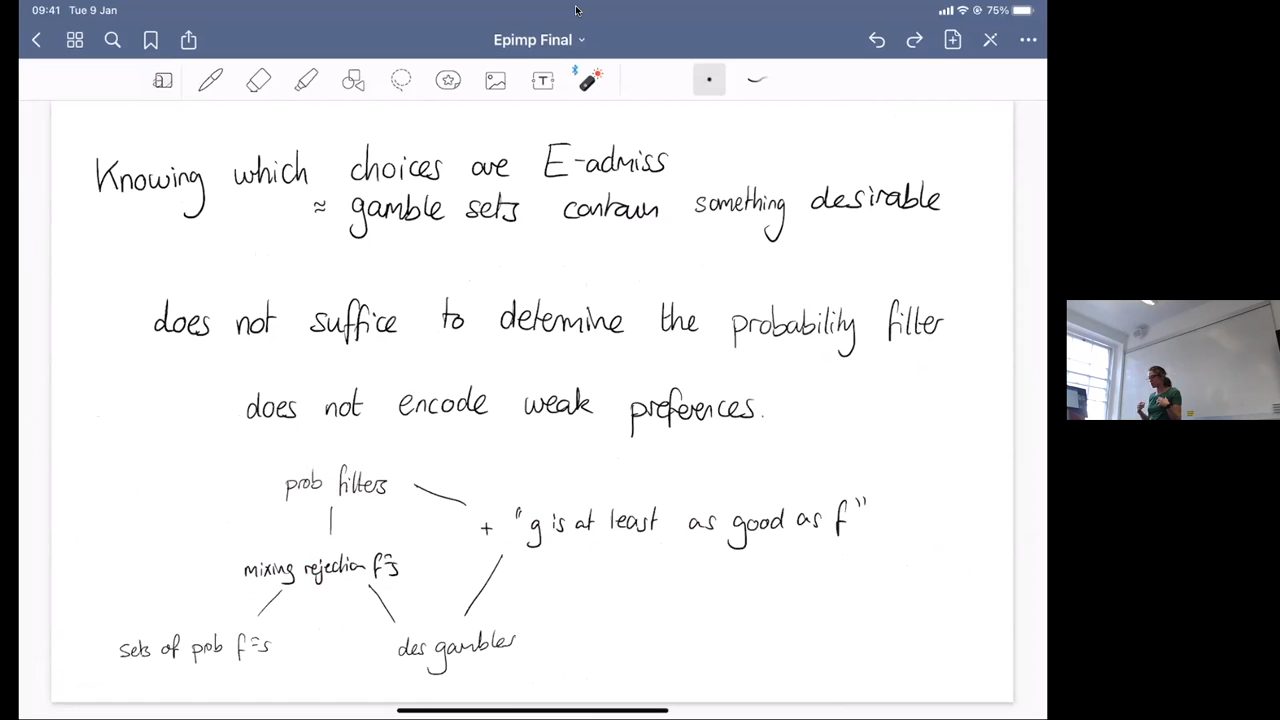 09:41 Tue 9 Jan
75%
Epimp Final
T
Knowing which choices are E-admiss
≈ gamble sets contain something desirable
does not suffice to determine the probability filter
does not encode weak preferences.
prob filters
+ "g is at least as good as f"
mixing rejection f=s
sets of prob f=s
des gambles